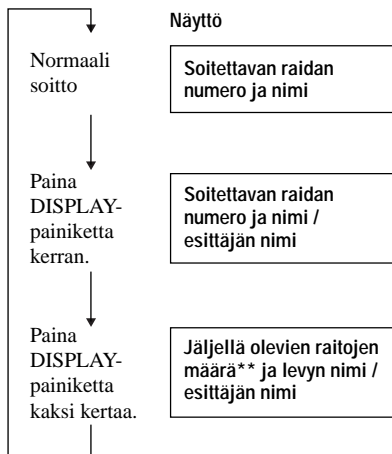 Näyttö
Normaali
soitto
Soitettavan raidan
numero ja nimi
Paina
DISPLAY-
painiketta
kerran.
Soitettavan raidan
numero ja nimi /
esittäjän nimi
Paina
DISPLAY-
painiketta
kaksi kertaa.
Jäljellä olevien raitojen
määrä** ja levyn nimi /
esittäjän nimi